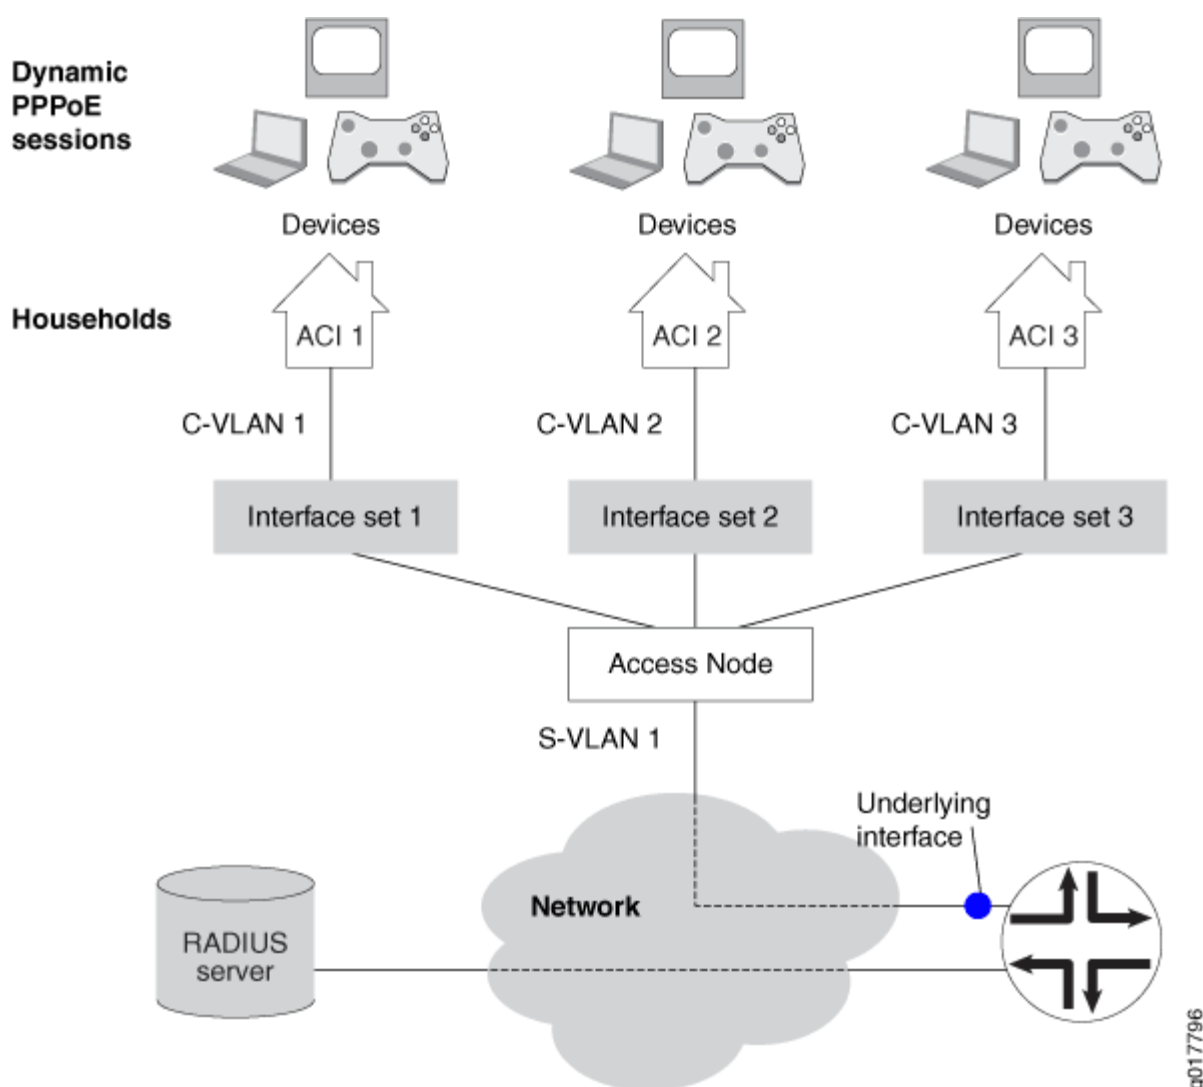 Dynamic
PPPoE
sessions
Devices
Devices
Devices
Households
ACI 1
ACI 2
ACI 3
C-VLAN 1
C-VLAN 2
C-VLAN 3
Interface set 1
Interface set 2
Interface set 3
Access Node
S-VLAN 1
Underlying
interface
Network
RADIUS
server
g017796